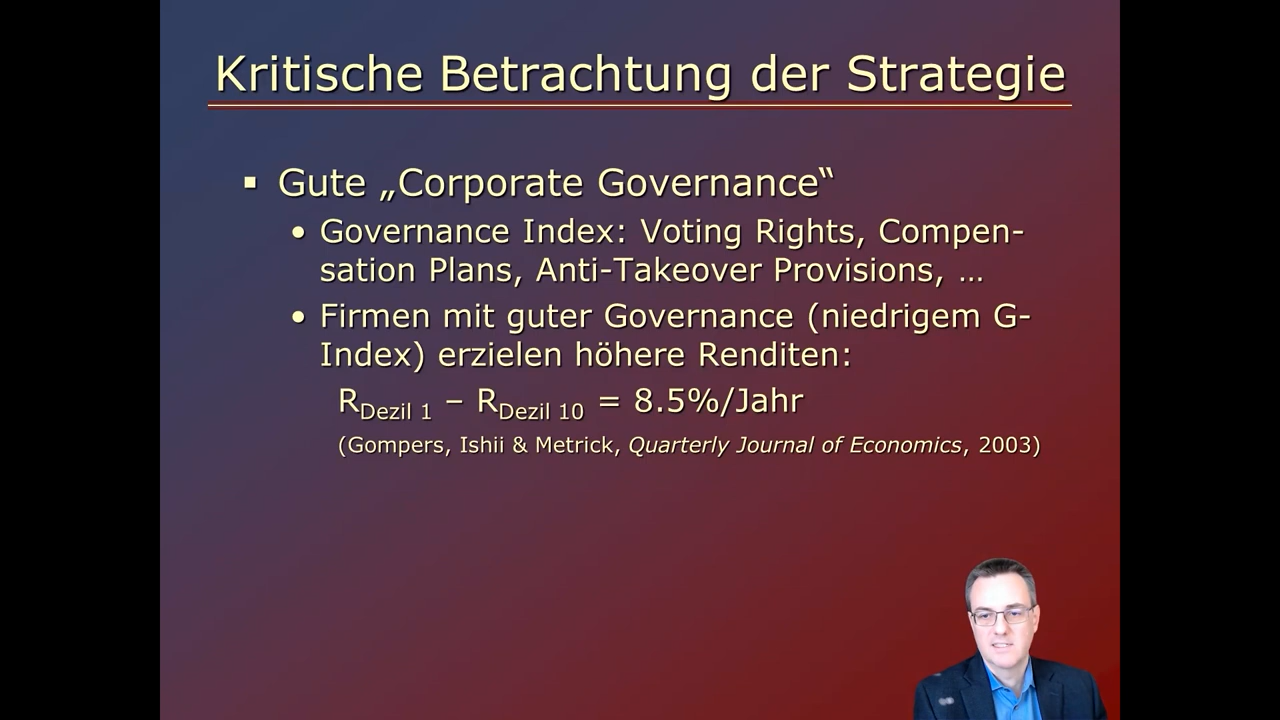 Kritische Betrachtung der Strategie
▪ Gute „Corporate Governance“
• Governance Index: Voting Rights, Compen-
sation Plans, Anti-Takeover Provisions, …
• Firmen mit guter Governance (niedrigem G-
Index) erzielen höhere Renditen:
R Dezil 1 – R Dezil 10 = 8.5%/Jahr
(Gompers, Ishii & Metrick, Quarterly Journal of Economics, 2003)